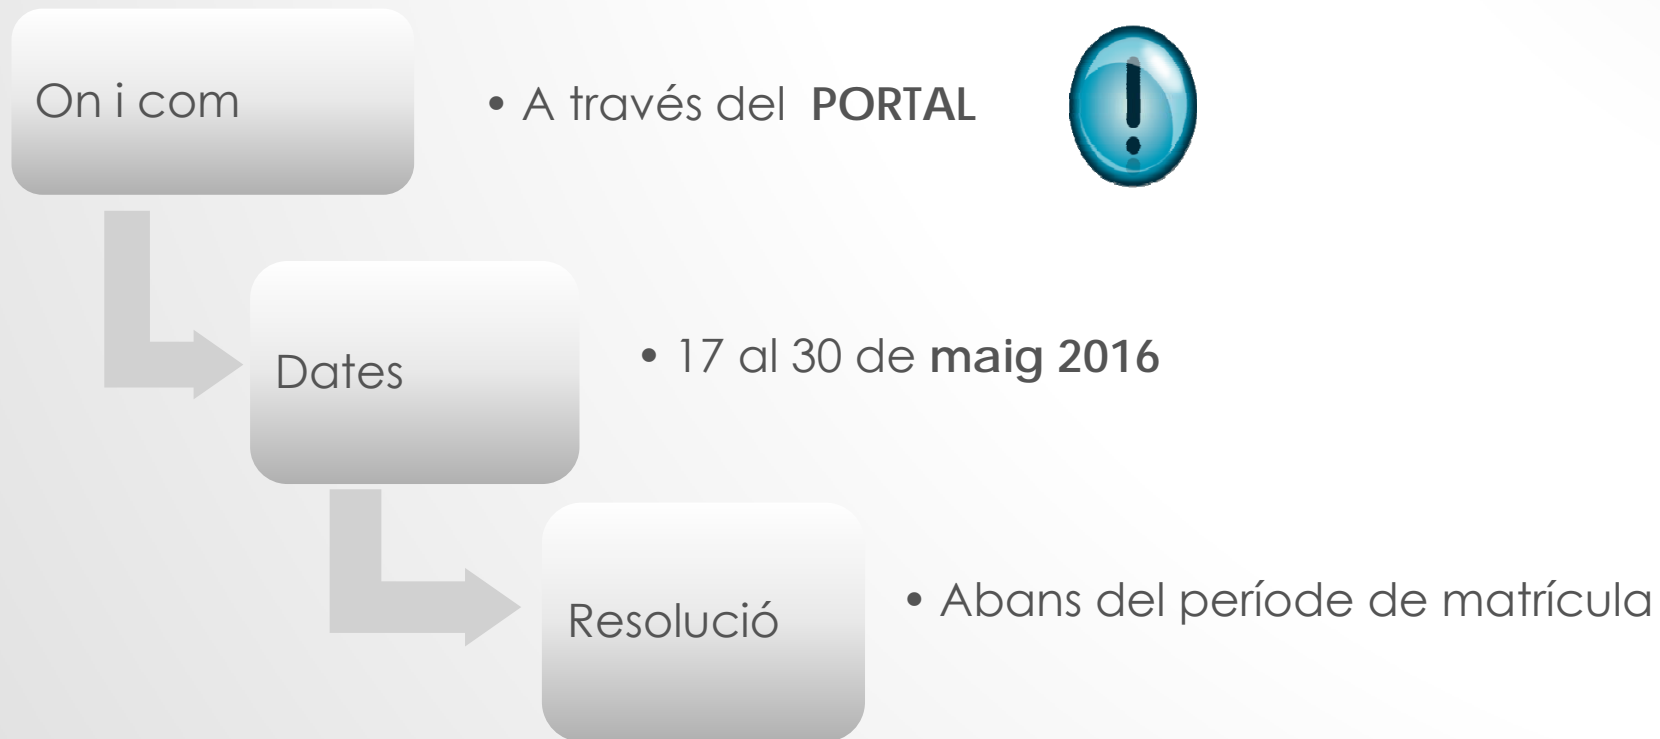 On i com
• A través del PORTAL
Dates
• 17 al 30 de maig 2016
Resolució
• Abans del període de matrícula